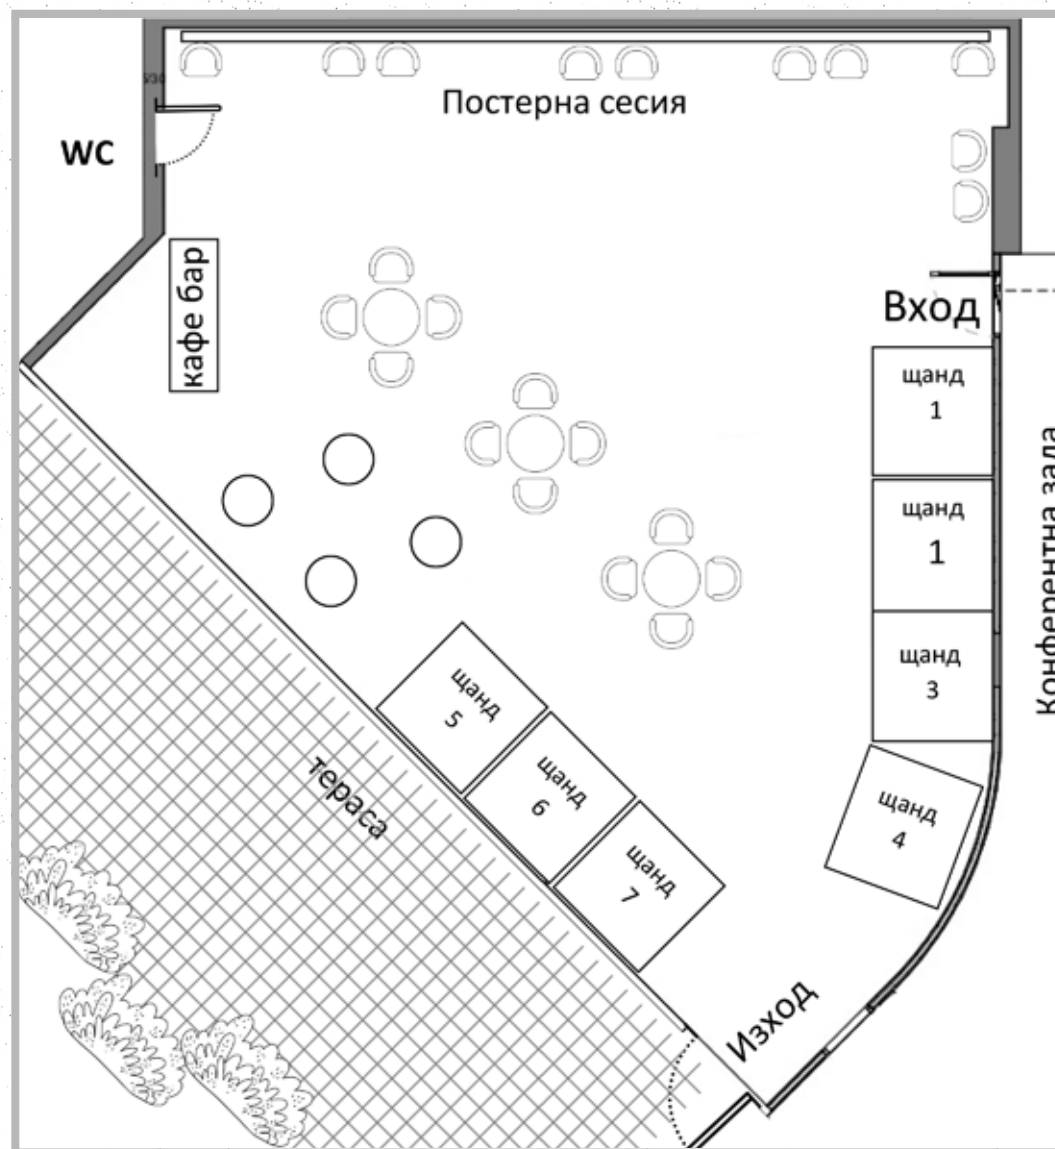 Постерна сесия
WC
кафе бар
Вход
щанд
1
щанд
1
щанд
3
Конферентна зала
щанд
4
щанд
5
щанд
6
щанд
7
тераса
Изход